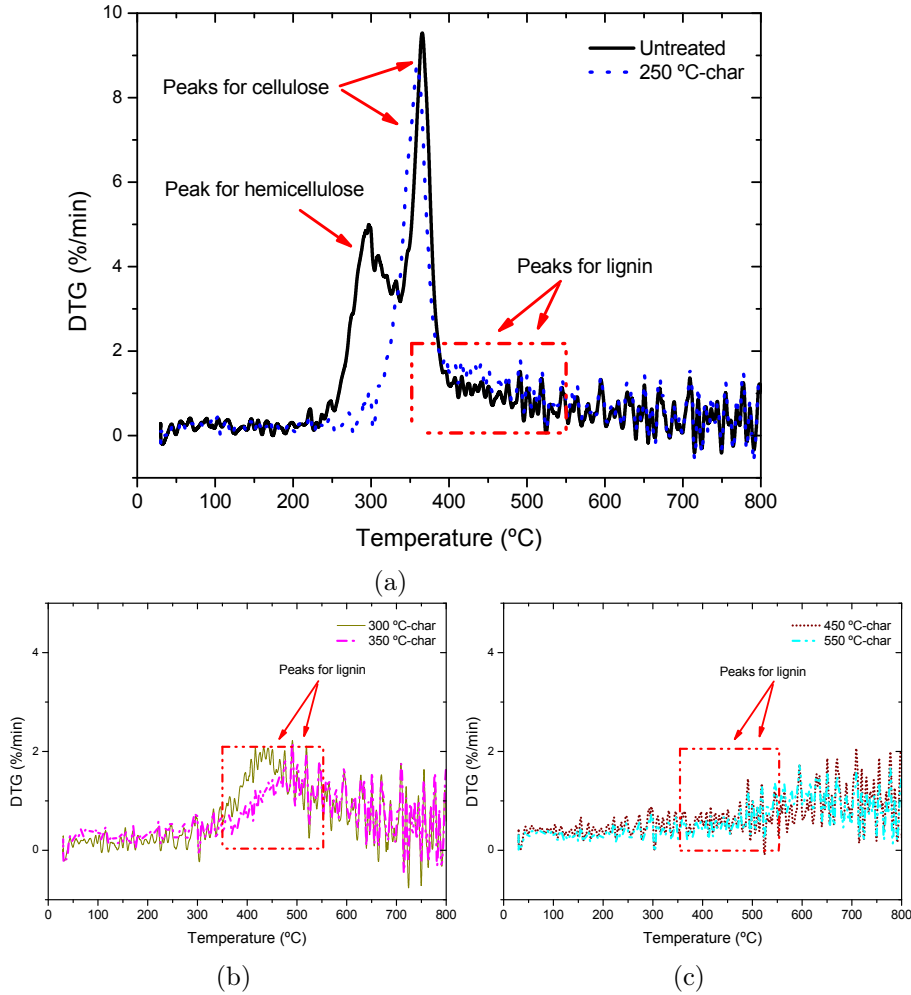 10
8
6
4
2
0
DTG (%/min)
Untreated
250 ºC-char
Peaks for cellulose
Peak for hemicellulose
Peaks for lignin
0 100 200 300 400 500 600 700 800
Temperature (ºC)
(a)
4
2
0
DTG (%/min)
300 ºC-char
350 ºC-char
Peaks for lignin
0 100 200 300 400 500 600 700 800
Temperature (ºC)
(b)
4
2
0
DTG (%/min)
450 ºC-char
550 ºC-char
Peaks for lignin
0 100 200 300 400 500 600 700 800
Temperature (ºC)
(c)